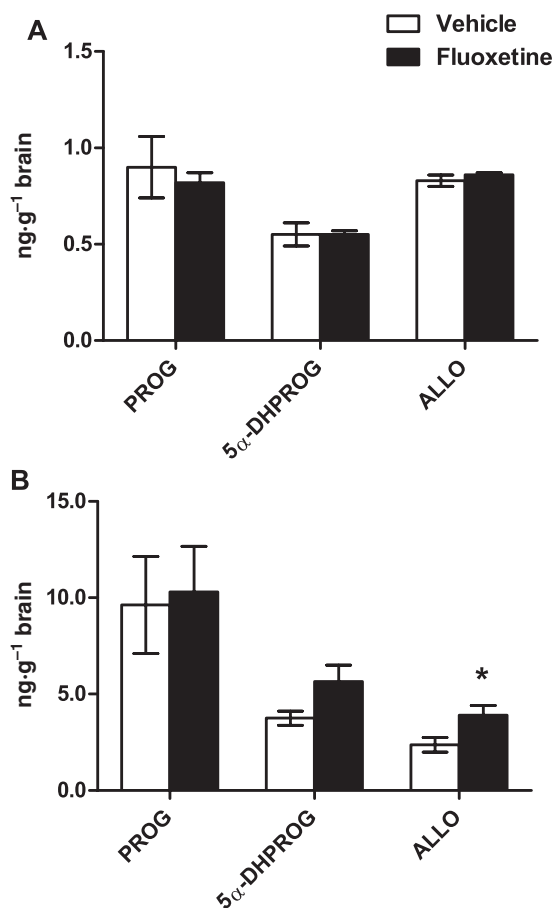 A
Vehicle
Fluoxetine
1.5
1.0
0.5
0.0
ng·g⁻¹ brain
PROG
5α-DHPROG
ALLO
B
15.0
10.0
5.0
0.0
ng·g⁻¹ brain
*
PROG
5α-DHPROG
ALLO